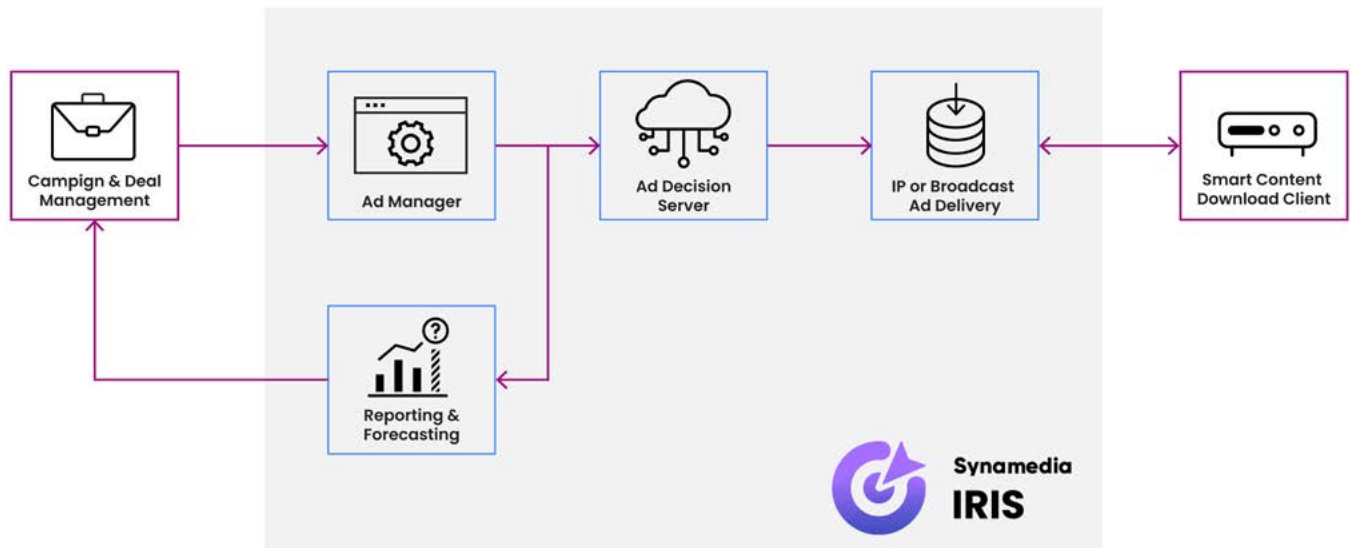 Campign & Deal
Management
Ad Manager
Ad Decision
Server
IP or Broadcast
Ad Delivery
Smart Content
Download Client
?
Reporting &
Forecasting
Synamedia
IRIS